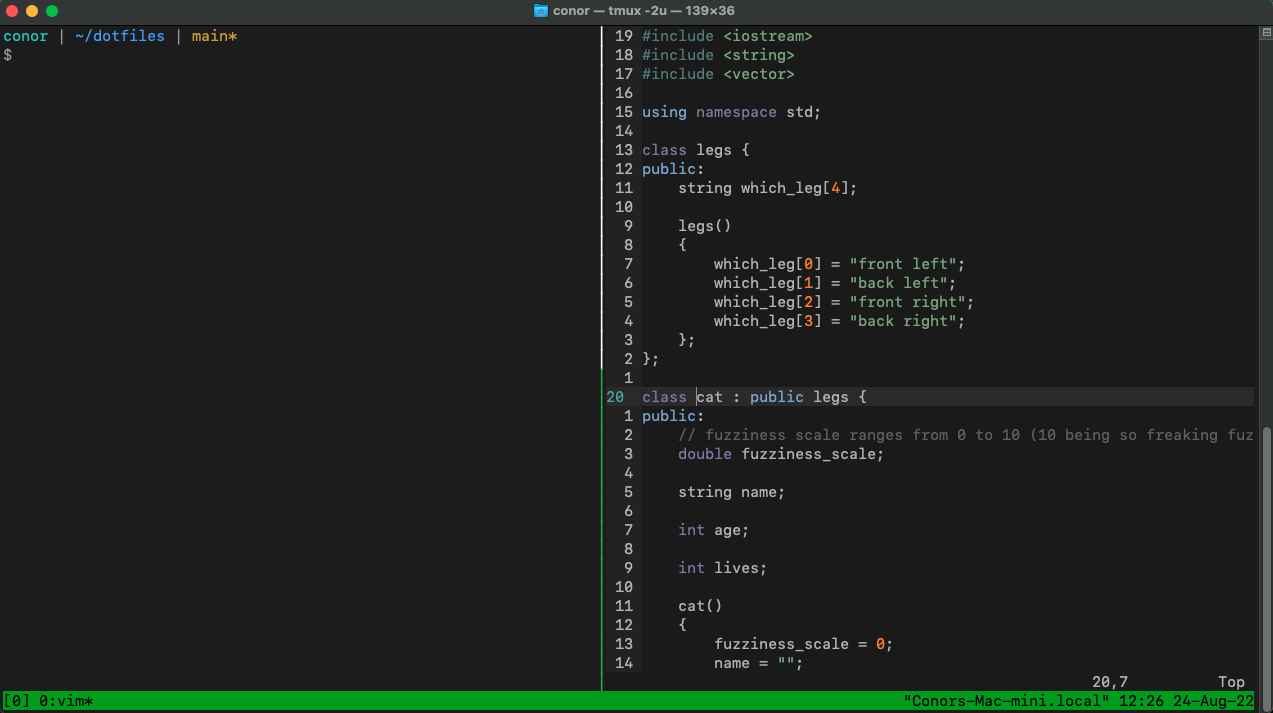 conor — tmux -2u — 139×36
conor | ~/dotfiles | main*
$
19 #include <iostream>
18 #include <string>
17 #include <vector>
16
15 using namespace std;
14
13 class legs {
12 public:
11     string which_leg[4];
10
9     legs()
8     {
7         which_leg[0] = "front left";
6         which_leg[1] = "back left";
5         which_leg[2] = "front right";
4         which_leg[3] = "back right";
3     };
2 };
1
20 class cat : public legs {
1 public:
2     // fuzziness scale ranges from 0 to 10 (10 being so freaking fuz
3     double fuzziness_scale;
4
5     string name;
6
7     int age;
8
9     int lives;
10
11     cat()
12     {
13         fuzziness_scale = 0;
14         name = "";
20,7 Top
[0] 0:vim* "Conors-Mac-mini.local" 12:26 24-Aug-22